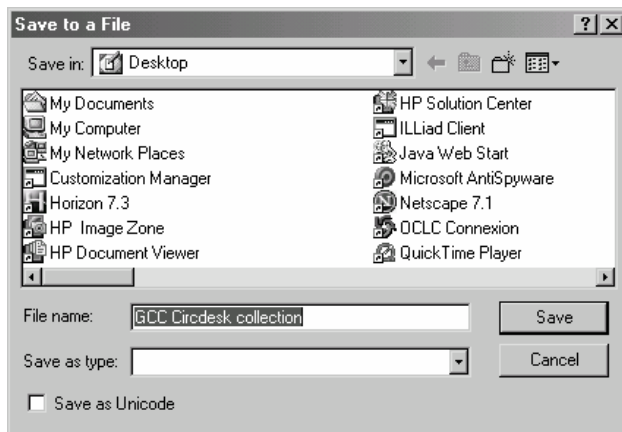 Save to a File
Save in: Desktop
My Documents
My Computer
My Network Places
Customization Manager
Horizon 7.3
HP Image Zone
HP Document Viewer
HP Solution Center
ILLiad Client
Java Web Start
Microsoft AntiSpyware
Netscape 7.1
OCLC Connexion
QuickTime Player
File name: GCC Circdesk collection
Save
Save as type:
Cancel
Save as Unicode